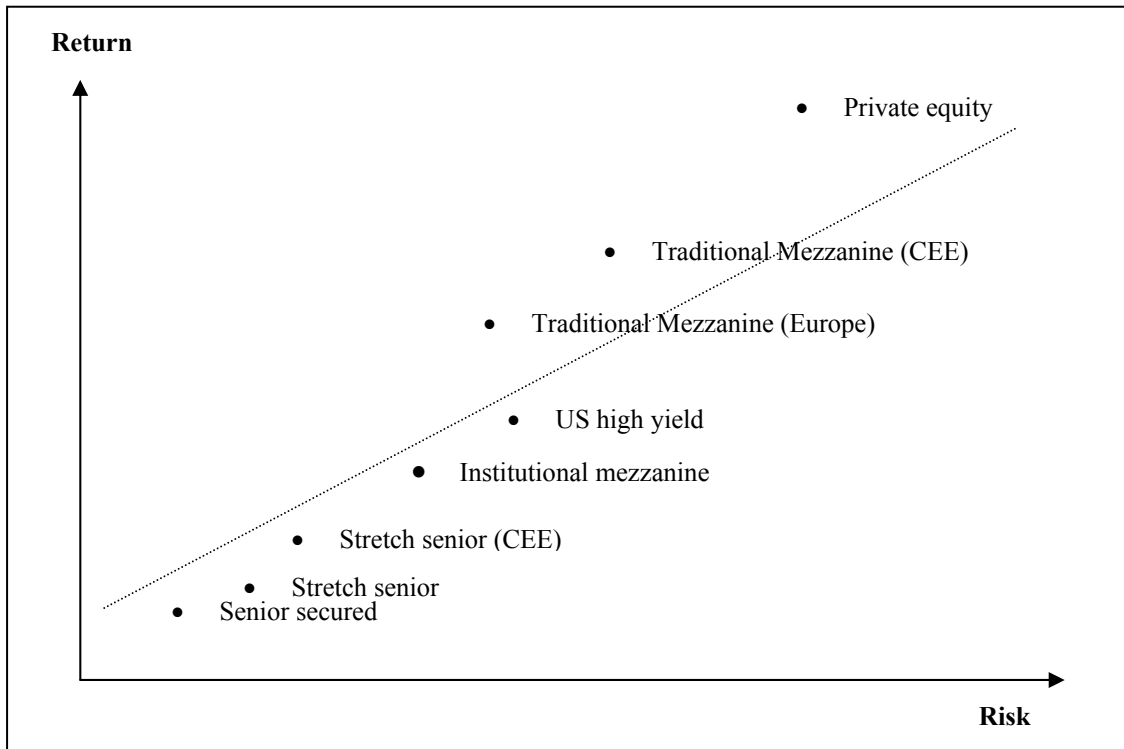 Return
Private equity
Traditional Mezzanine (CEE)
Traditional Mezzanine (Europe)
US high yield
Institutional mezzanine
Stretch senior (CEE)
Stretch senior
Senior secured
Risk